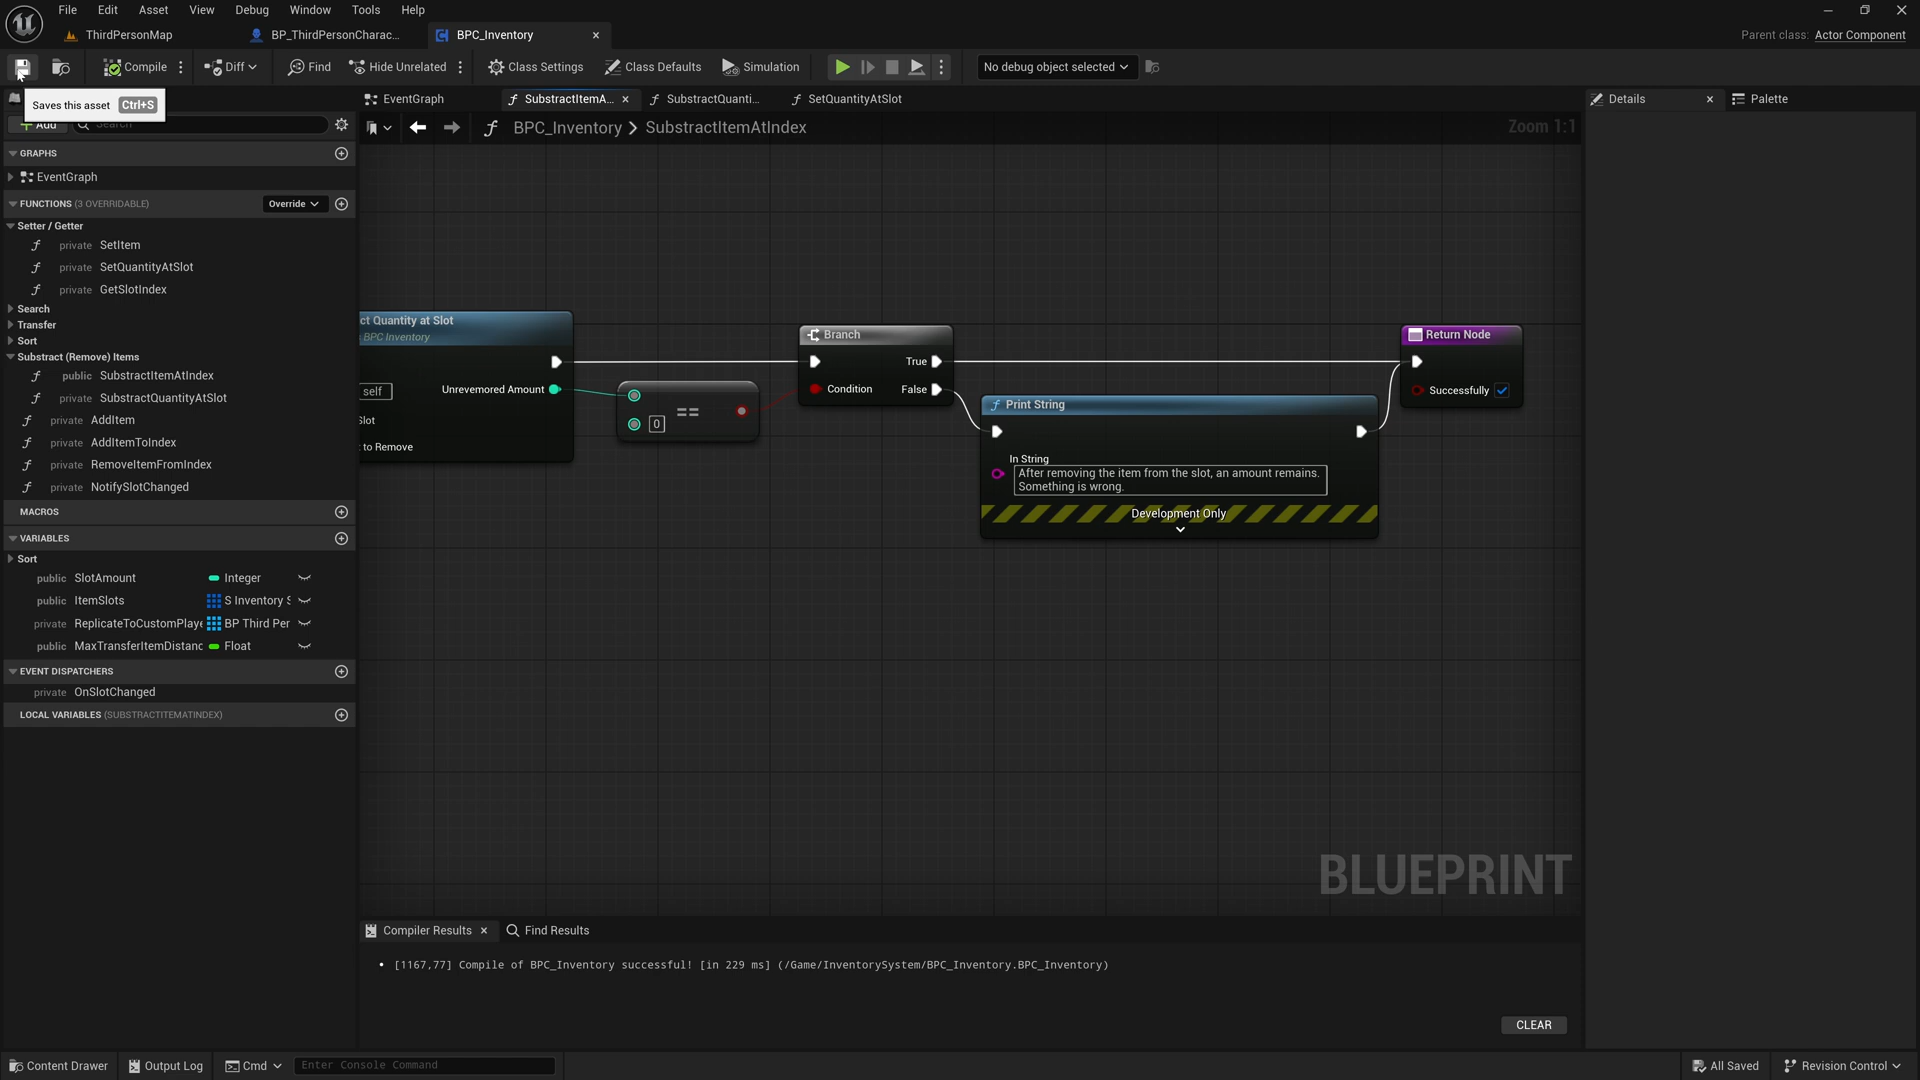 File Edit Asset View Debug Window Tools Help
ThirdPersonMap BP_ThirdPersonCharac... BPC_Inventory
Parent class: Actor Component
Compile Diff Find Hide Unrelated Class Settings Class Defaults Simulation No debug object selected
Saves this asset Ctrl+S
Add Search
EventGraph SubstractItemA... SubstractQuanti... SetQuantityAtSlot
BPC_Inventory > SubstractItemAtIndex
Zoom 1:1
Details Palette
GRAPHS
EventGraph
FUNCTIONS (3 OVERRIDABLE) Override
Setter / Getter
private SetItem
private SetQuantityAtSlot
private GetSlotIndex
Search
Transfer
Sort
Substract (Remove) Items
public SubstractItemAtIndex
private SubstractQuantityAtSlot
private AddItem
private AddItemToIndex
private RemoveItemFromIndex
private NotifySlotChanged
MACROS
VARIABLES
Sort
public SlotAmount Integer
public ItemSlots S Inventory S
private ReplicateToCustomPlaye BP Third Per
public MaxTransferItemDistanc Float
EVENT DISPATCHERS
private OnSlotChanged
LOCAL VARIABLES (SUBSTRACTITEMATINDEX)
ct Quantity at Slot
BPC Inventory
self
Unrevemored Amount
lot
to Remove
0
==
Branch
True
Condition False
Print String
In String
After removing the item from the slot, an amount remains.
Something is wrong.
Development Only
Return Node
Successfully
BLUEPRINT
Compiler Results Find Results
• [1167,77] Compile of BPC_Inventory successful! [in 229 ms] (/Game/InventorySystem/BPC_Inventory.BPC_Inventory)
CLEAR
Content Drawer Output Log Cmd Enter Console Command All Saved Revision Control